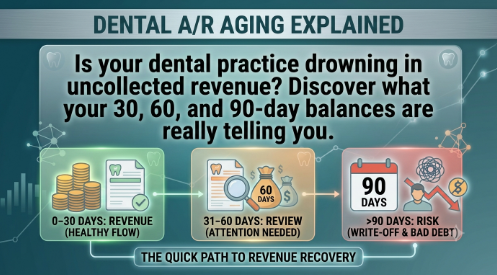 DENTAL A/R AGING EXPLAINED
Is your dental practice drowning in
uncollected revenue? Discover what
your 30, 60, and 90-day balances are
really telling you.
60
DAYS
90
DAYS
0–30 DAYS: REVENUE
(HEALTHY FLOW)
31–60 DAYS: REVIEW
(ATTENTION NEEDED)
>90 DAYS: RISK
(WRITE-OFF & BAD DEBT)
THE QUICK PATH TO REVENUE RECOVERY